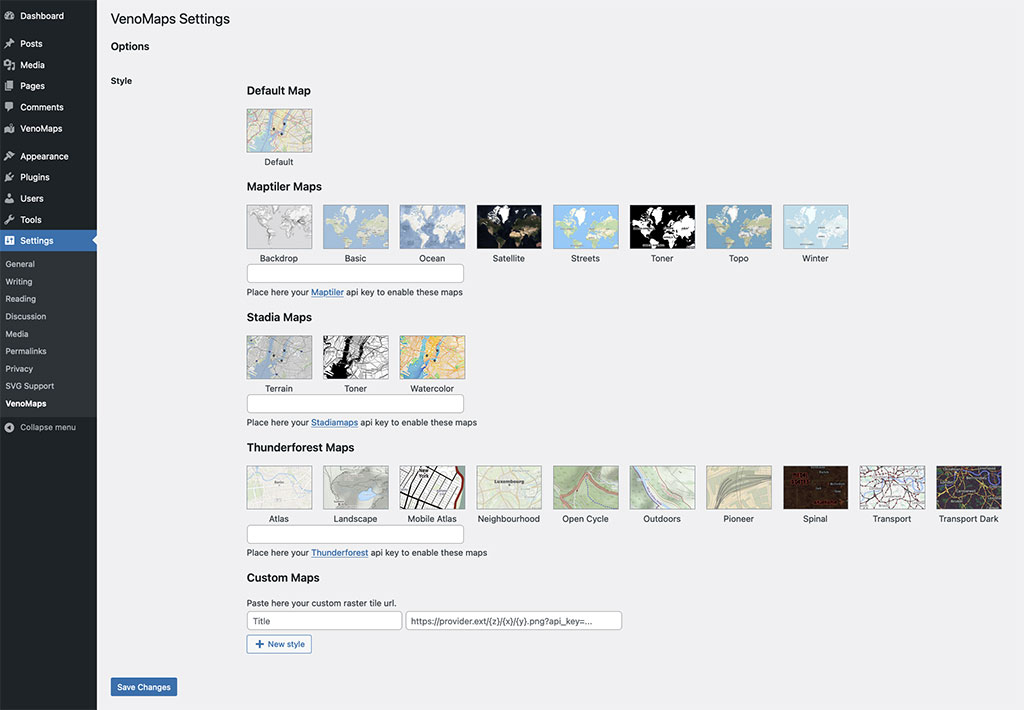 Dashboard
Posts
Media
Pages
Comments
VenoMaps
Appearance
Plugins
Users
Tools
Settings
General
Writing
Reading
Discussion
Media
Permalinks
Privacy
SVG Support
VenoMaps
Collapse menu
VenoMaps Settings
Options
Style
Default Map
Default
Maptiler Maps
Backdrop Basic Ocean Satellite Streets Toner Topo Winter
Place here your Maptiler api key to enable these maps
Stadia Maps
Terrain Toner Watercolor
Place here your Stadiamaps api key to enable these maps
Thunderforest Maps
Berlin
NEW
YORK
Luxembourg
Atlas Landscape Mobile Atlas Neighbourhood Open Cycle Outdoors Pioneer Spinal Transport Transport Dark
Place here your Thunderforest api key to enable these maps
Custom Maps
Paste here your custom raster tile url.
Title https://provider.ext/{z}/{x}/{y}.png?api_key=...
+ New style
Save Changes